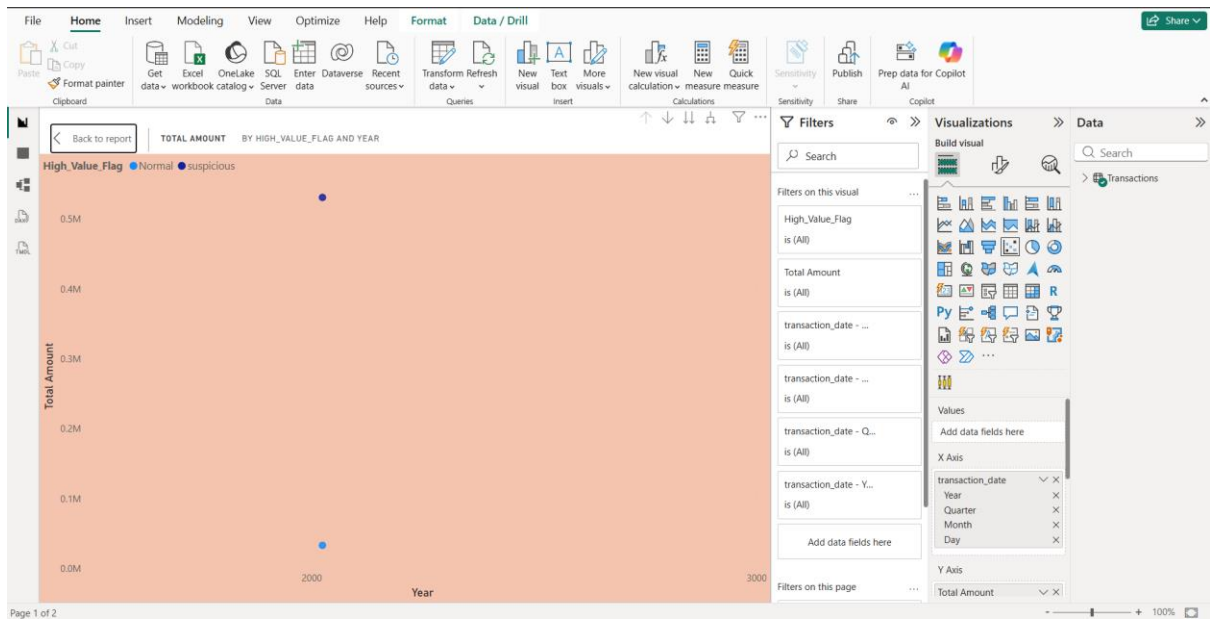 File Home Insert Modeling View Optimize Help Format Data / Drill Share
Paste
Cut
Copy
Format painter
Clipboard
Get data
Excel workbook
OneLake catalog
SQL Server
Enter data
Dataverse
Recent sources
Data
Transform data
Refresh
Queries
New visual
Text box
More visuals
Insert
New visual calculation
New measure
Quick measure
Calculations
Sensitivity
Sensitivity
Publish
Share
Prep data for AI
Copilot
Copilot
Back to report
TOTAL AMOUNT BY HIGH_VALUE_FLAG AND YEAR
High_Value_Flag Normal suspicious
0.5M
0.4M
0.3M
0.2M
0.1M
0.0M
Total Amount
2000 3000
Year
Filters
Search
Filters on this visual ...
High_Value_Flag
is (All)
Total Amount
is (All)
transaction_date - ...
is (All)
transaction_date - ...
is (All)
transaction_date - Q...
is (All)
transaction_date - Y...
is (All)
Add data fields here
Filters on this page ...
Visualizations
Build visual
R
Py
...
Values
Add data fields here
X Axis
transaction_date
Year
Quarter
Month
Day
Y Axis
Total Amount
Data
Search
Transactions
Page 1 of 2
- + 100%